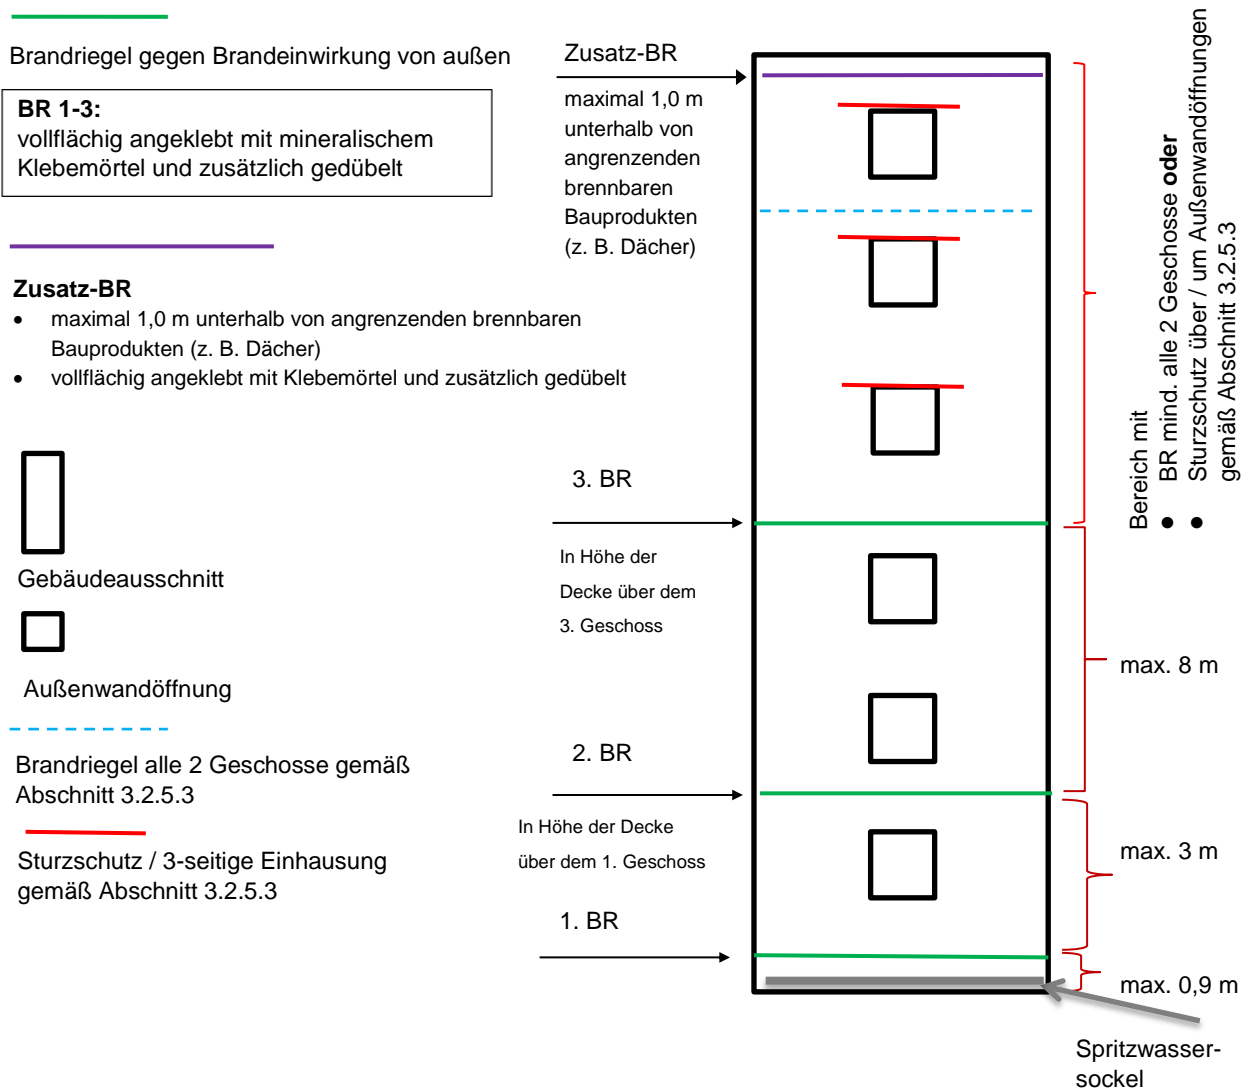 Brandriegel gegen Brandeinwirkung von außen
BR 1-3:
vollflächig angeklebt mit mineralischem
Klebemörtel und zusätzlich gedübelt
Zusatz-BR
• maximal 1,0 m unterhalb von angrenzenden brennbaren
Bauprodukten (z. B. Dächer)
• vollflächig angeklebt mit Klebemörtel und zusätzlich gedübelt
Gebäudeausschnitt
Außenwandöffnung
Brandriegel alle 2 Geschosse gemäß
Abschnitt 3.2.5.3
Sturzschutz / 3-seitige Einhausung
gemäß Abschnitt 3.2.5.3
Zusatz-BR
maximal 1,0 m
unterhalb von
angrenzenden
brennbaren
Bauprodukten
(z. B. Dächer)
3. BR
In Höhe der
Decke über dem
3. Geschoss
2. BR
In Höhe der Decke
über dem 1. Geschoss
1. BR
Bereich mit
• BR mind. alle 2 Geschosse oder
• Sturzschutz über / um Außenwandöffnungen
gemäß Abschnitt 3.2.5.3
max. 8 m
max. 3 m
max. 0,9 m
Spritzwasser-
sockel